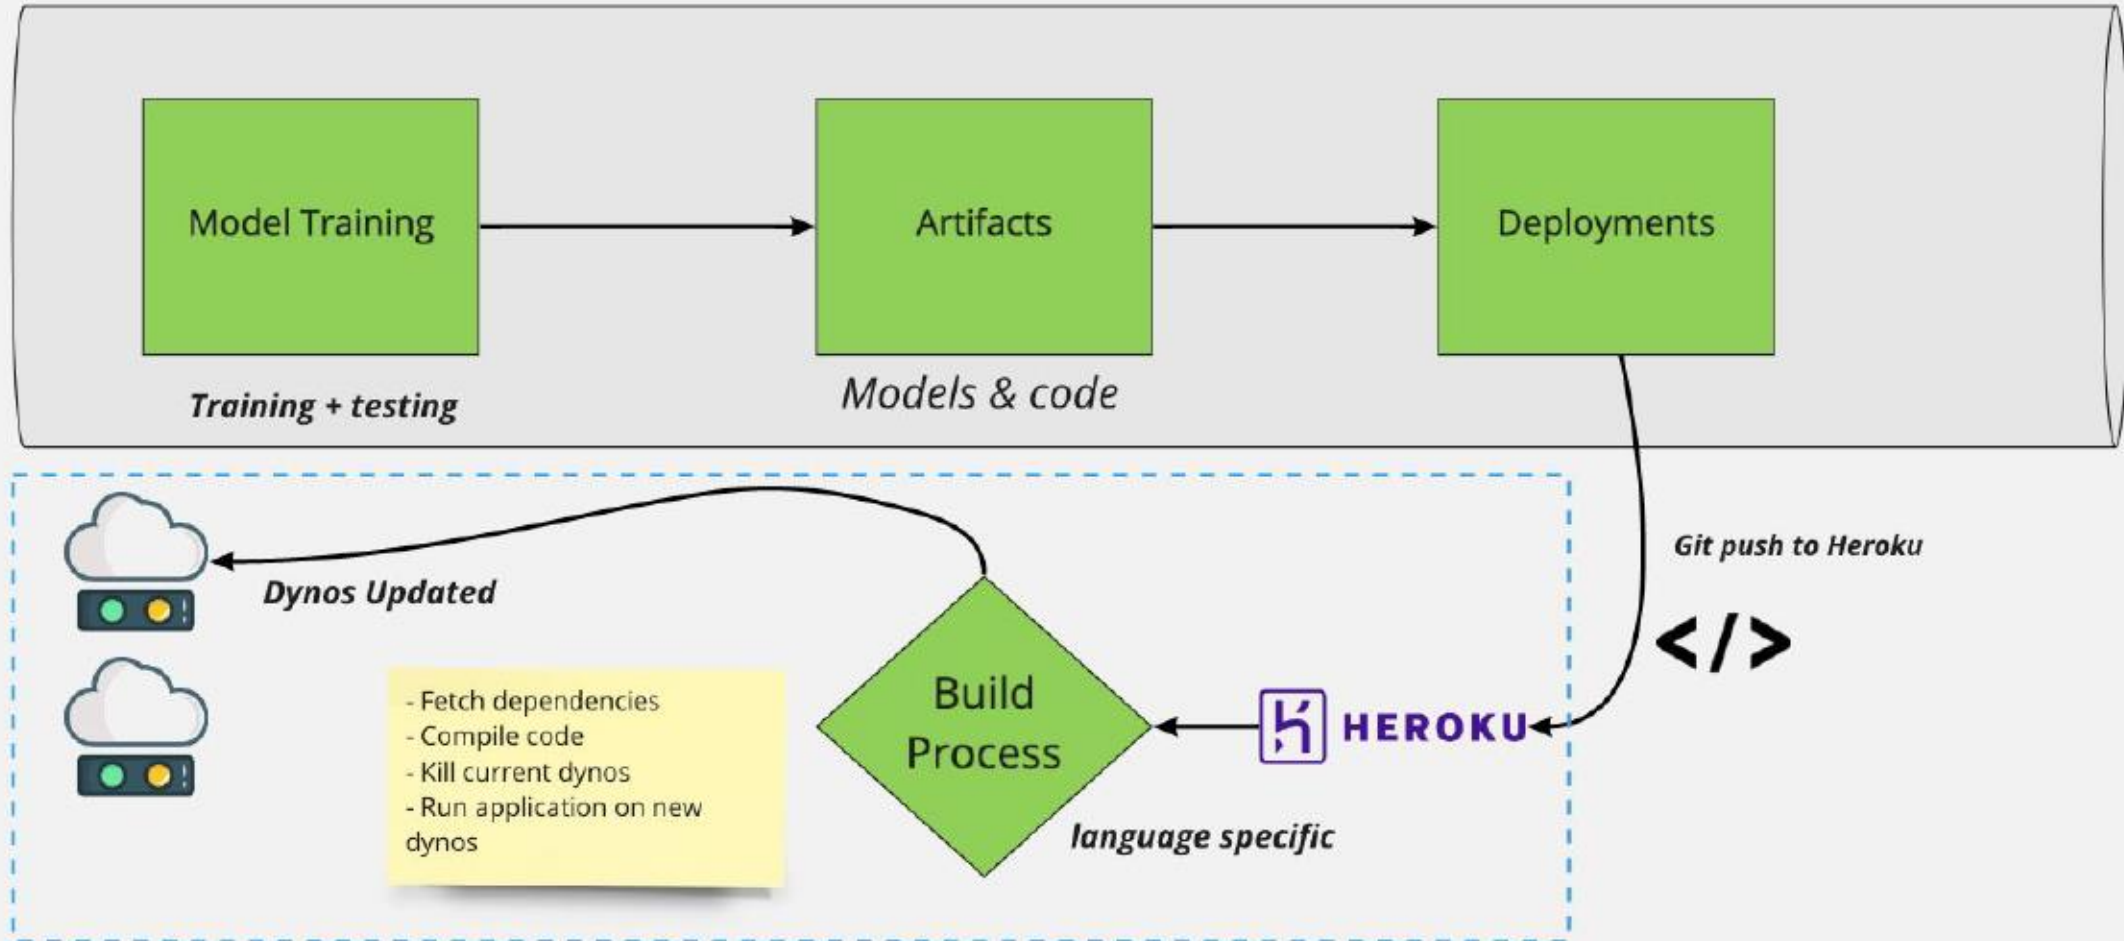 Model Training
Artifacts
Deployments
Training + testing
Models & code
Git push to Heroku
</>
Dynos Updated
- Fetch dependencies
- Compile code
- Kill current dynos
- Run application on new
dynos
Build
Process
HEROKU
language specific